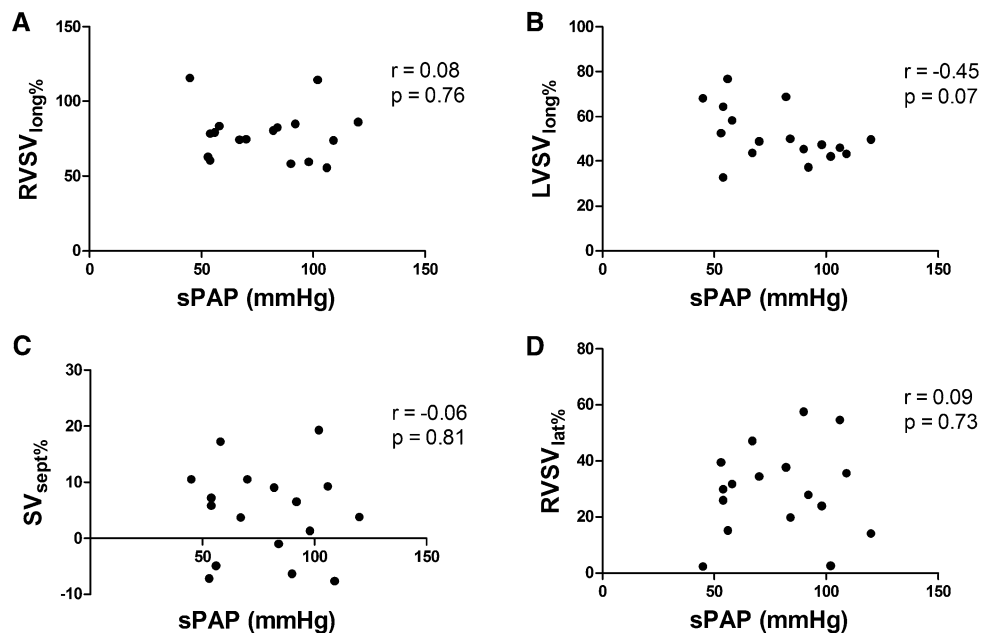 A
150
100
50
0
RVSVlong%
r = 0.08
p = 0.76
0 50 100 150
sPAP (mmHg)
B
100
80
60
40
20
0
LVSVlong%
r = -0.45
p = 0.07
0 50 100 150
sPAP (mmHg)
C
30
20
10
0
-10
SVsept%
r = -0.06
p = 0.81
50 100 150
sPAP (mmHg)
D
80
60
40
20
0
RVSVlat%
r = 0.09
p = 0.73
0 50 100 150
sPAP (mmHg)